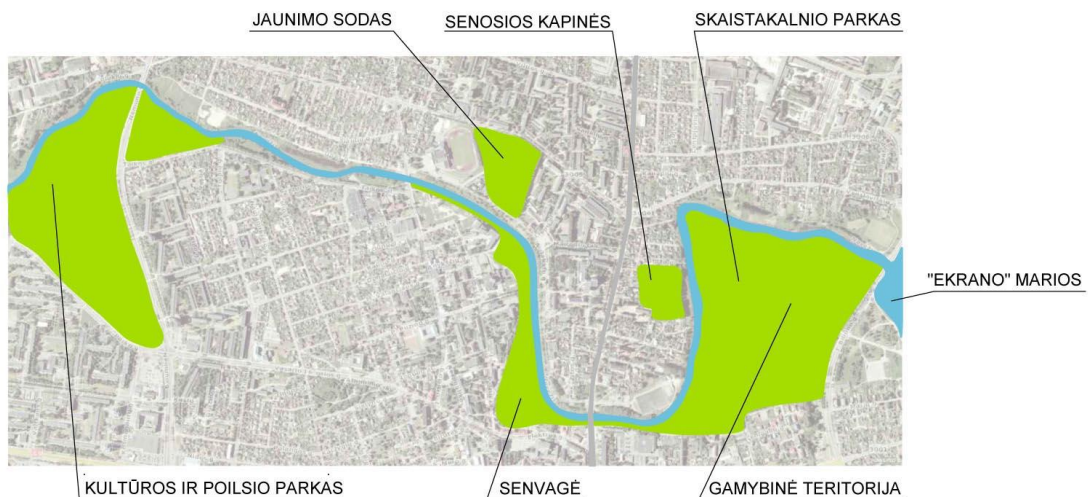 JAUNIMO SODAS
SENOSIOS KAPINĖS
SKAISTAKALNIO PARKAS
"EKRANO" MARIOS
KULTŪROS IR POILSIO PARKAS
SENVAGĖ
GAMYBINĖ TERITORIJA